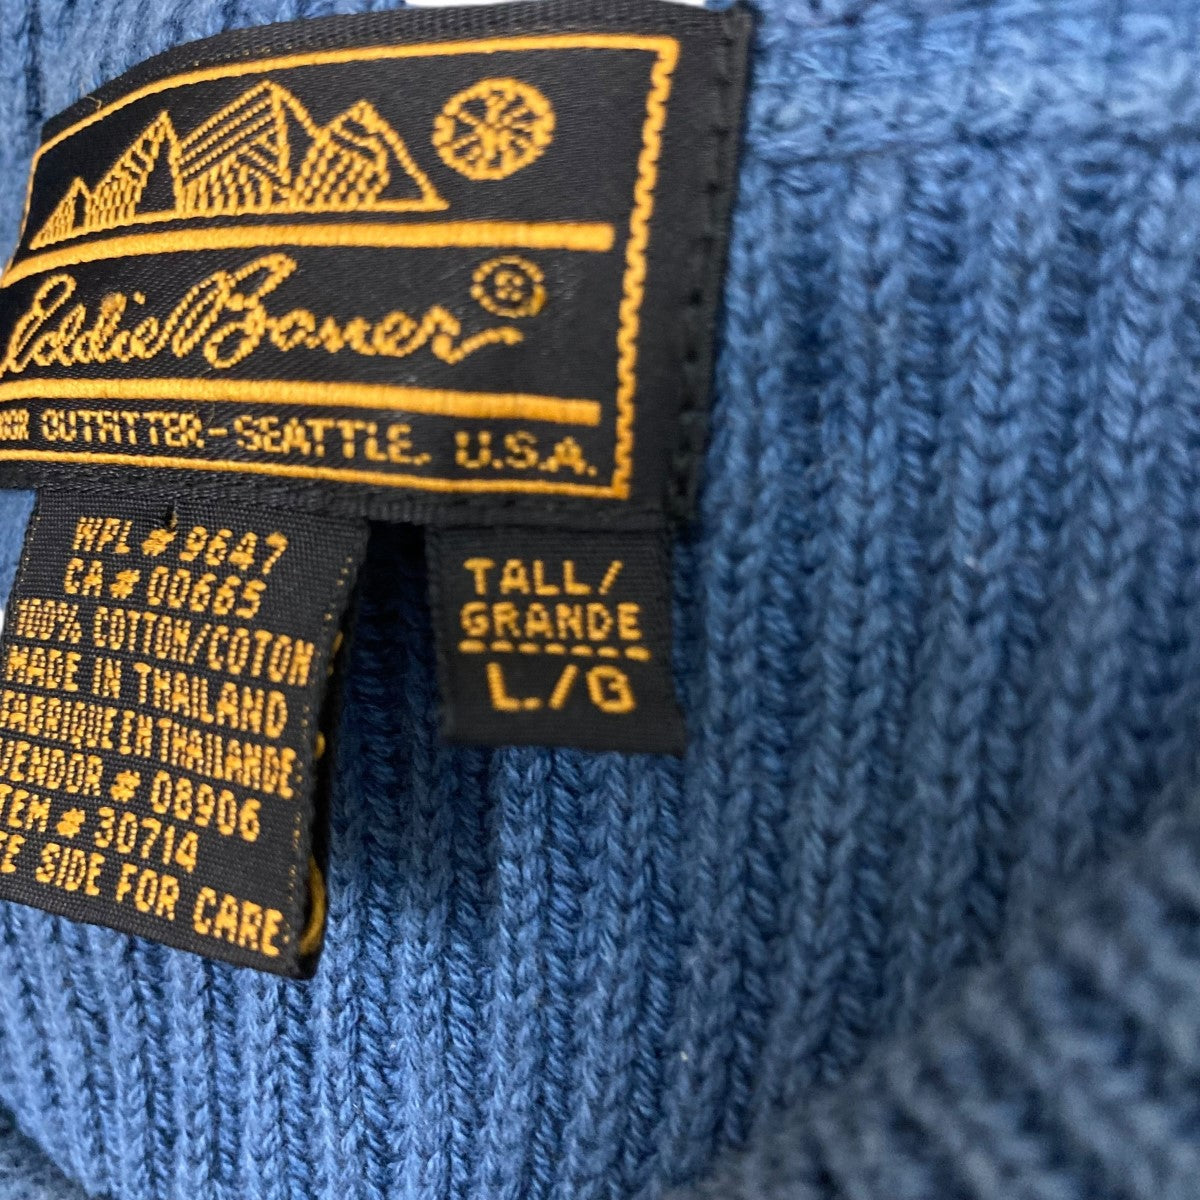 Eddie Bauer ®
OUTFITTER-SEATTLE, U.S.A.
WPL # 9647
CA # 00665
100% COTTON/COTON
MADE IN THAILAND
FABRIQUE EN THAILANDE
VENDOR # 08906
ITEM # 30714
SIDE FOR CARE
TALL/
GRANDE
L./G